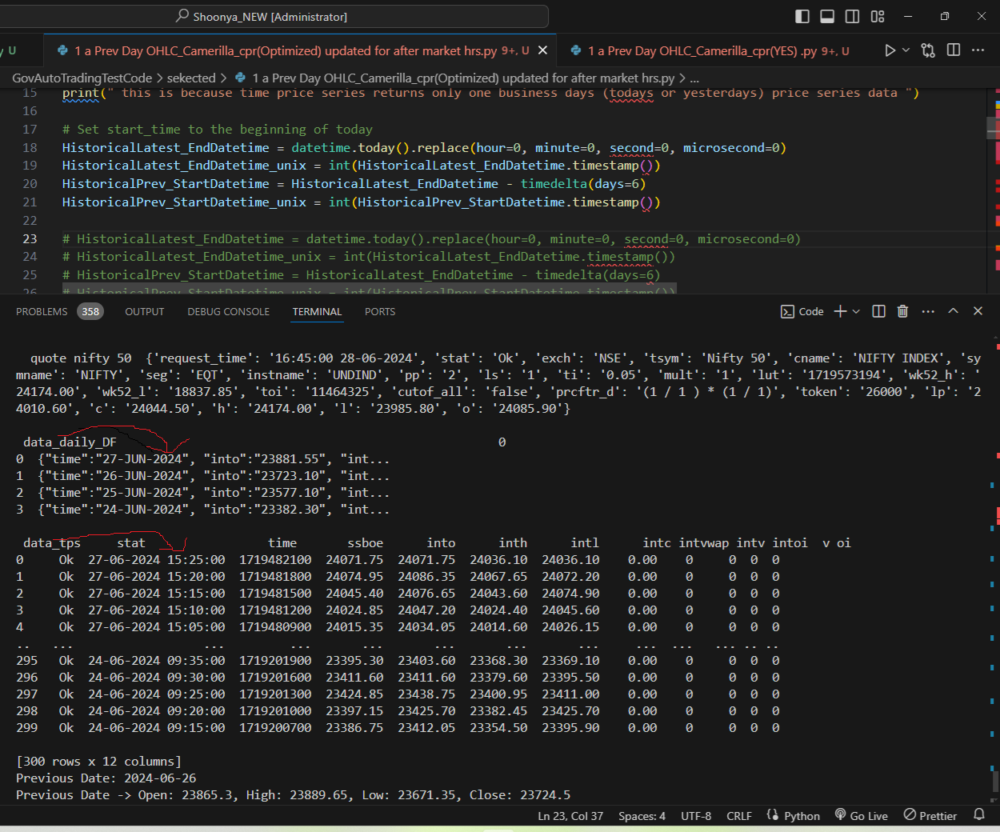 Shoonya_NEW [Administrator]
y U
1 a Prev Day OHLC_Camerilla_cpr(Optimized) updated for after market hrs.py 9+, U
1 a Prev Day OHLC_Camerilla_cpr(YES) .py 9+, U
GovAutoTradingTestCode > sekected > 1 a Prev Day OHLC_Camerilla_cpr(Optimized) updated for after market hrs.py > ...
15 print(" this is because time price series returns only one business days (todays or yesterdays) price series data ")
16
17 # Set start_time to the beginning of today
18 HistoricalLatest_EndDatetime = datetime.today().replace(hour=0, minute=0, second=0, microsecond=0)
19 HistoricalLatest_EndDatetime_unix = int(HistoricalLatest_EndDatetime.timestamp())
20 HistoricalPrev_StartDatetime = HistoricalLatest_EndDatetime - timedelta(days=6)
21 HistoricalPrev_StartDatetime_unix = int(HistoricalPrev_StartDatetime.timestamp())
22
23 # HistoricalLatest_EndDatetime = datetime.today().replace(hour=0, minute=0, second=0, microsecond=0)
24 # HistoricalLatest_EndDatetime_unix = int(HistoricalLatest_EndDatetime.timestamp())
25 # HistoricalPrev_StartDatetime = HistoricalLatest_EndDatetime - timedelta(days=6)
26 # HistoricalPrev_StartDatetime_unix = int(HistoricalPrev_StartDatetime.timestamp())
PROBLEMS 358 OUTPUT DEBUG CONSOLE TERMINAL PORTS Code
quote nifty 50 {'request_time': '16:45:00 28-06-2024', 'stat': 'Ok', 'exch': 'NSE', 'tsym': 'Nifty 50', 'cname': 'NIFTY INDEX', 'sy
mname': 'NIFTY', 'seg': 'EQT', 'instname': 'UNDIND', 'pp': '2', 'ls': '1', 'ti': '0.05', 'mult': '1', 'lut': '1719573194', 'wk52_h': '
24174.00', 'wk52_l': '18837.85', 'toi': '11464325', 'cutof_all': 'false', 'prcftr_d': '(1 / 1 ) * (1 / 1)', 'token': '26000', 'lp': '2
4010.60', 'c': '24044.50', 'h': '24174.00', 'l': '23985.80', 'o': '24085.90'}
data_daily_DF 0
0 {"time":"27-JUN-2024", "into":"23881.55", "int...
1 {"time":"26-JUN-2024", "into":"23723.10", "int...
2 {"time":"25-JUN-2024", "into":"23577.10", "int...
3 {"time":"24-JUN-2024", "into":"23382.30", "int...
data_tps stat time ssboe into inth intl intc intvwap intv intoi v oi
0 Ok 27-06-2024 15:25:00 1719482100 24071.75 24071.75 24036.10 24036.10 0.00 0 0 0 0
1 Ok 27-06-2024 15:20:00 1719481800 24074.95 24086.35 24067.65 24072.20 0.00 0 0 0 0
2 Ok 27-06-2024 15:15:00 1719481500 24045.40 24076.65 24043.60 24074.90 0.00 0 0 0 0
3 Ok 27-06-2024 15:10:00 1719481200 24024.85 24047.20 24024.40 24045.60 0.00 0 0 0 0
4 Ok 27-06-2024 15:05:00 1719480900 24015.35 24034.05 24014.60 24026.15 0.00 0 0 0 0
.. ... ... ... ... ... ... ... ... ... ... .. ..
295 Ok 24-06-2024 09:35:00 1719201900 23395.30 23403.60 23368.30 23369.10 0.00 0 0 0 0
296 Ok 24-06-2024 09:30:00 1719201600 23411.60 23411.60 23379.60 23395.50 0.00 0 0 0 0
297 Ok 24-06-2024 09:25:00 1719201300 23424.85 23438.75 23400.95 23411.00 0.00 0 0 0 0
298 Ok 24-06-2024 09:20:00 1719201000 23397.15 23425.70 23382.45 23425.70 0.00 0 0 0 0
299 Ok 24-06-2024 09:15:00 1719200700 23386.75 23412.05 23354.50 23395.90 0.00 0 0 0 0
[300 rows x 12 columns]
Previous Date: 2024-06-26
Previous Date -> Open: 23865.3, High: 23889.65, Low: 23671.35, Close: 23724.5
Ln 23, Col 37 Spaces: 4 UTF-8 CRLF Python Go Live Prettier